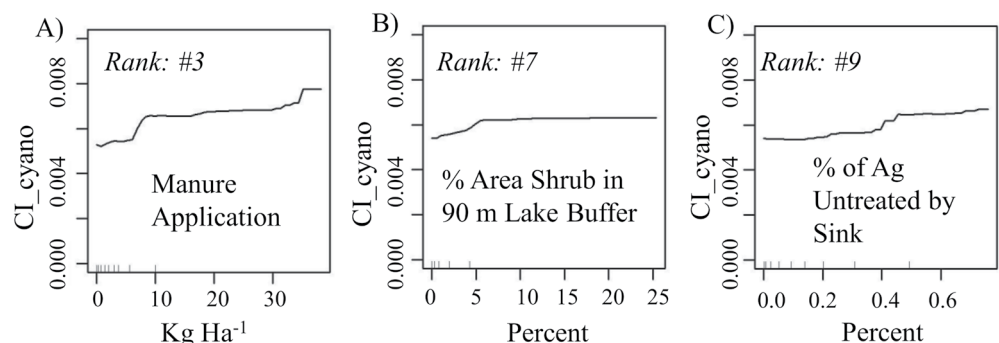 A)
Rank: #3
CI_cyano
0.008
0.004
0.000
Manure
Application
0 10 20 30
Kg Ha-1
B)
Rank: #7
CI_cyano
0.008
0.004
0.000
% Area Shrub in
90 m Lake Buffer
0 5 10 15 20 25
Percent
C)
Rank: #9
CI_cyano
0.008
0.004
0.000
% of Ag
Untreated by
Sink
0.0 0.2 0.4 0.6
Percent